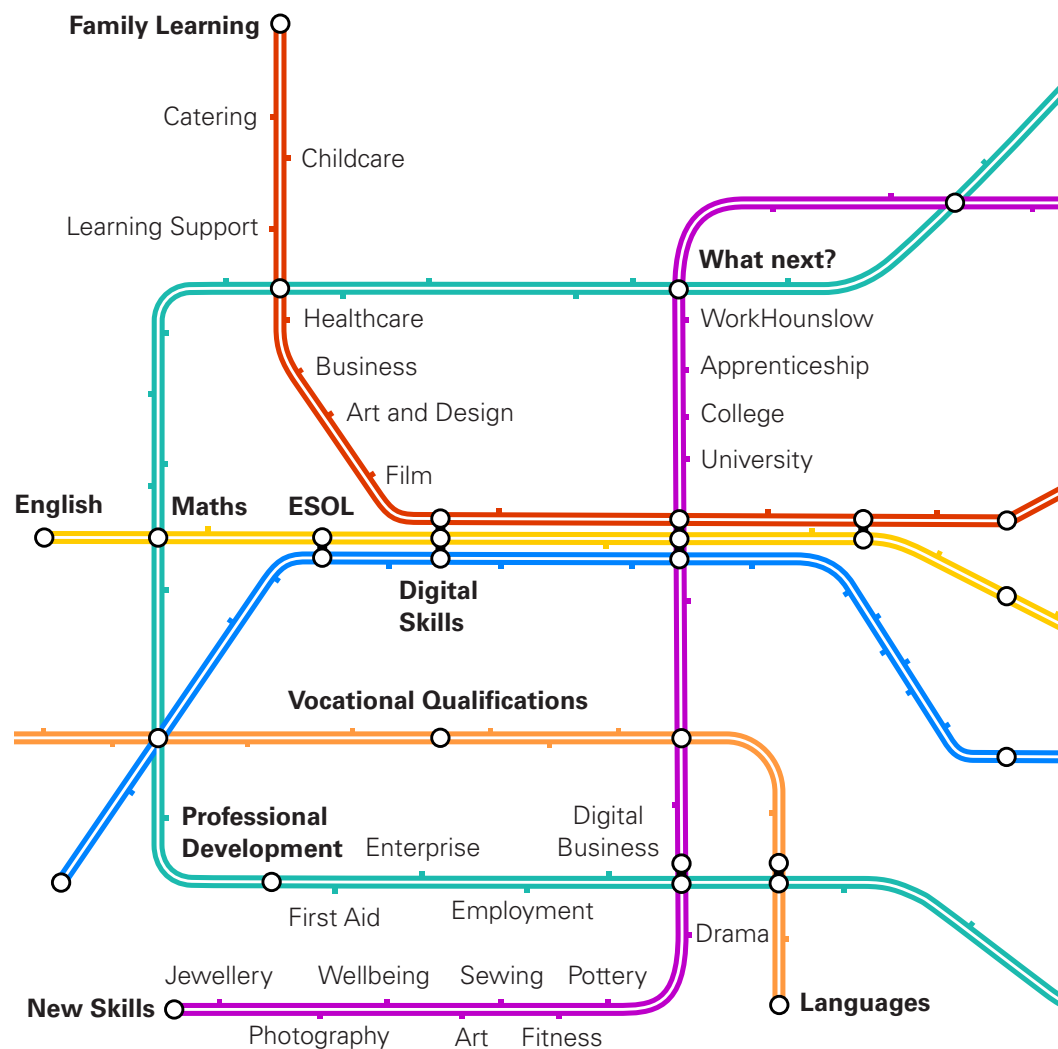 Family Learning
Catering
Childcare
Learning Support
What next?
Healthcare
WorkHounslow
Business
Apprenticeship
Art and Design
College
Film
University
English
Maths
ESOL
Digital
Skills
Vocational Qualifications
Professional
Development
Enterprise
Digital
Business
First Aid
Employment
Drama
Jewellery
Wellbeing
Sewing
Pottery
New Skills
Languages
Photography
Art
Fitness